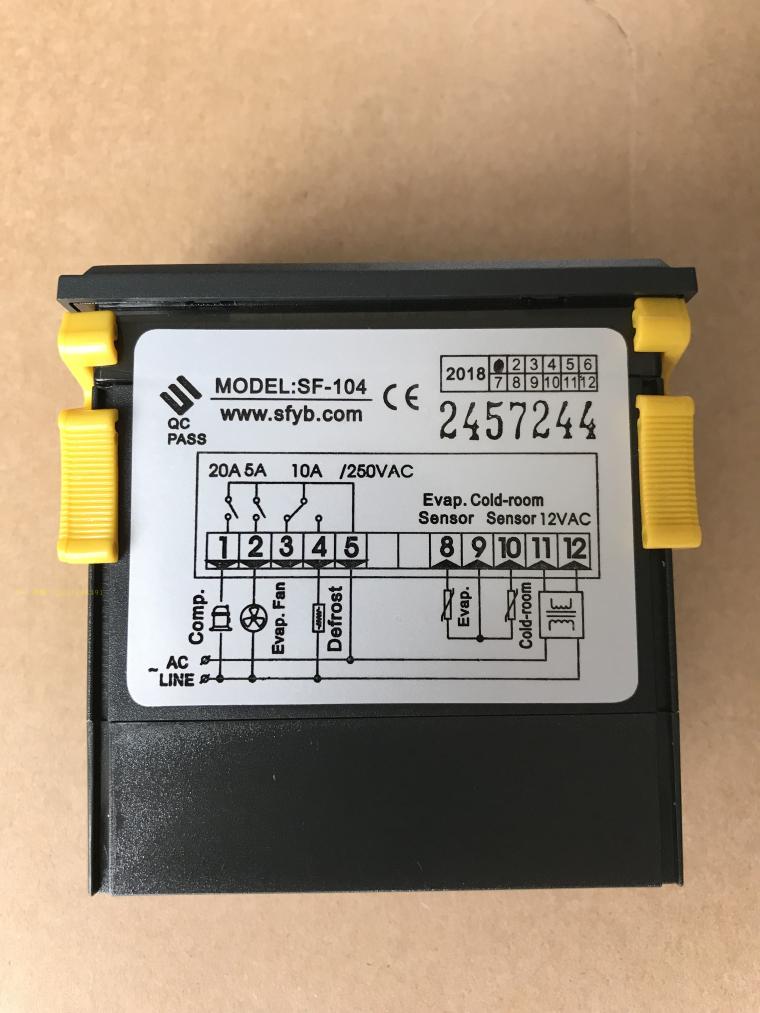 MODEL:SF-104
www.sfyb.com
QC
PASS
CE
2018 1 2 3 4 5 6
7 8 9 10 11 12
2457244
20A 5A 10A /250VAC
Evap. Cold-room
Sensor Sensor 12VAC
1 2 3 4 5 8 9 10 11 12
Comp.
Evap. Fan
Defrost
Evap.
Cold-room
~ AC
LINE